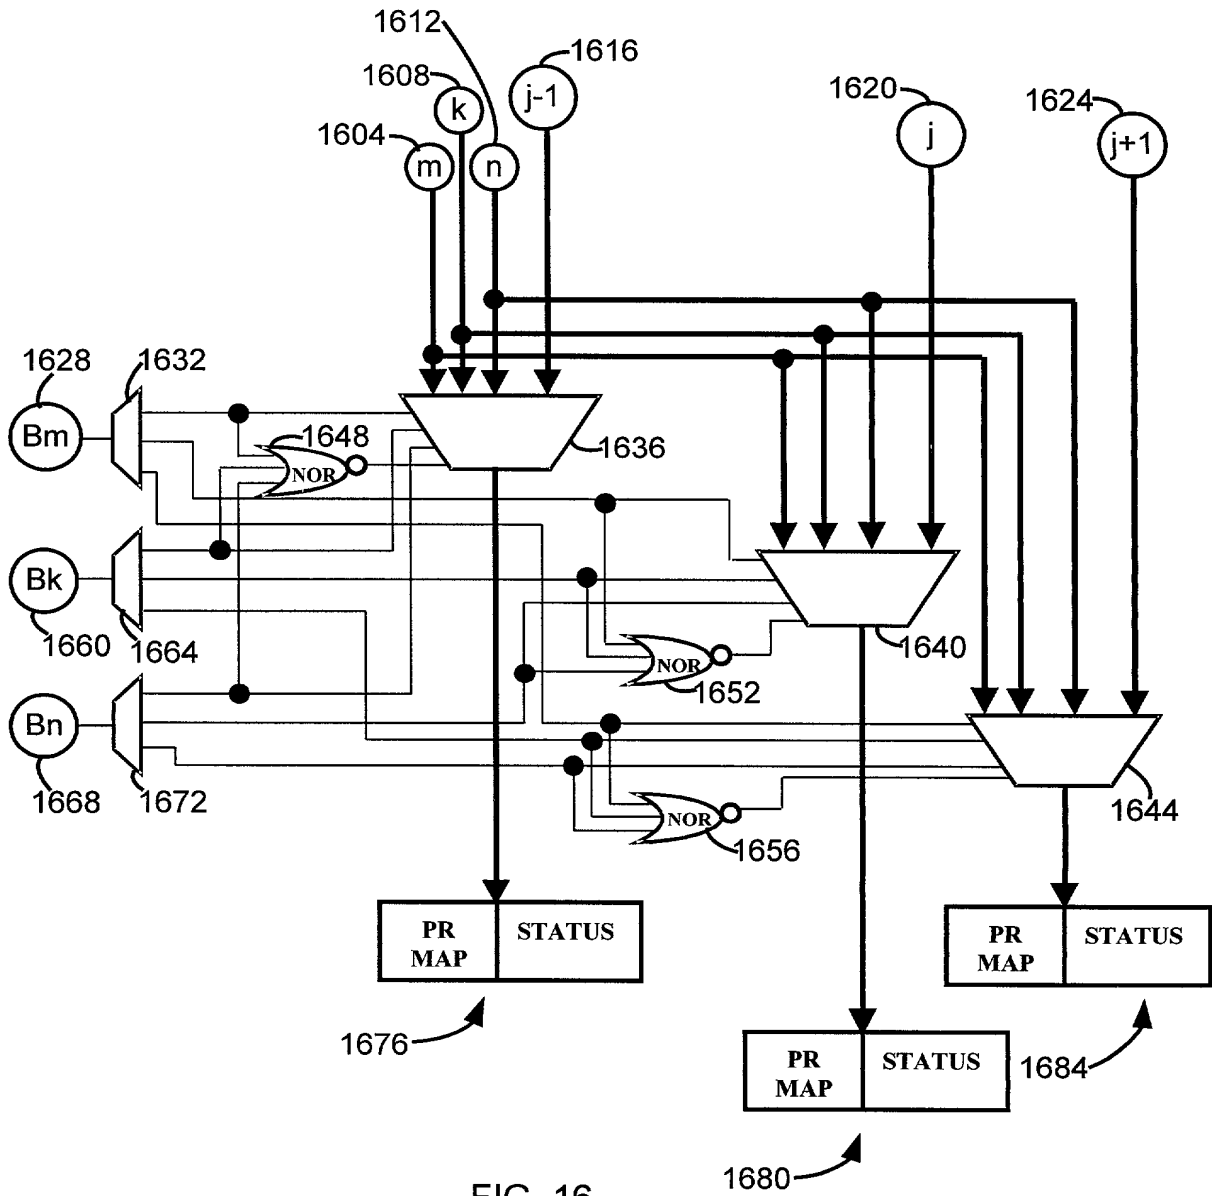 1612
1616
1608
j-1
1620
1624
k
1604
j
j+1
m
n
1628
1632
Bm
1648
NOR
1636
Bk
1660
1664
1640
NOR
1652
Bn
1668
1672
1644
NOR
1656
PR
MAP
STATUS
PR
MAP
STATUS
1676
PR
MAP
STATUS
1684
1680
FIG. 16